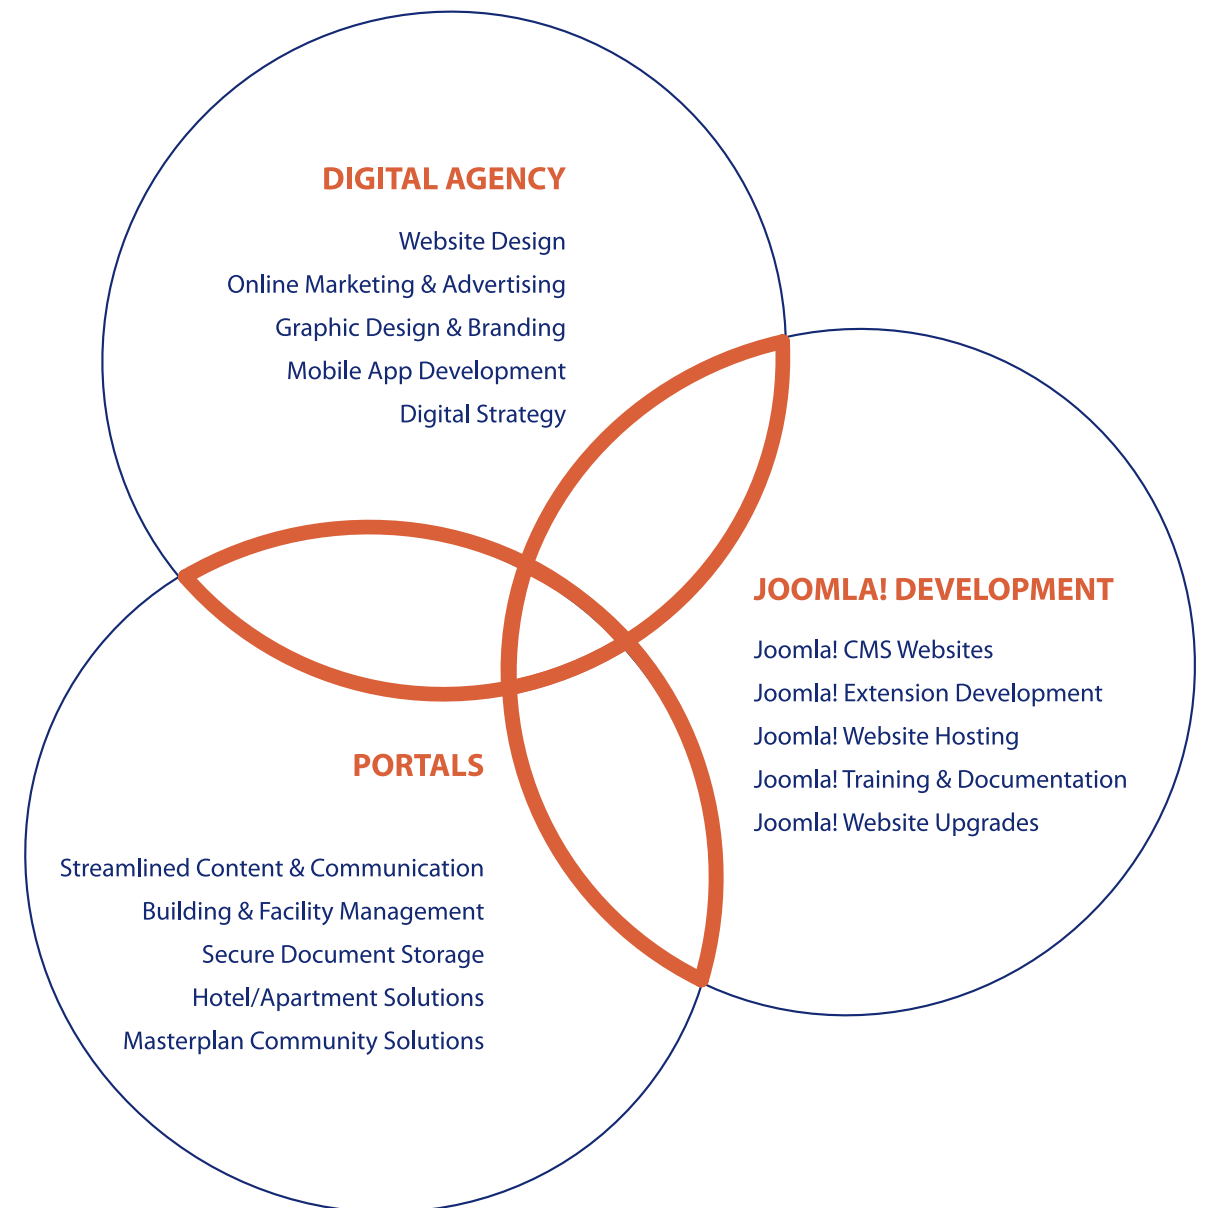 DIGITAL AGENCY
Website Design
Online Marketing & Advertising
Graphic Design & Branding
Mobile App Development
Digital Strategy
JOOMLA! DEVELOPMENT
Joomla! CMS Websites
Joomla! Extension Development
Joomla! Website Hosting
Joomla! Training & Documentation
Joomla! Website Upgrades
PORTALS
Streamlined Content & Communication
Building & Facility Management
Secure Document Storage
Hotel/Apartment Solutions
Masterplan Community Solutions